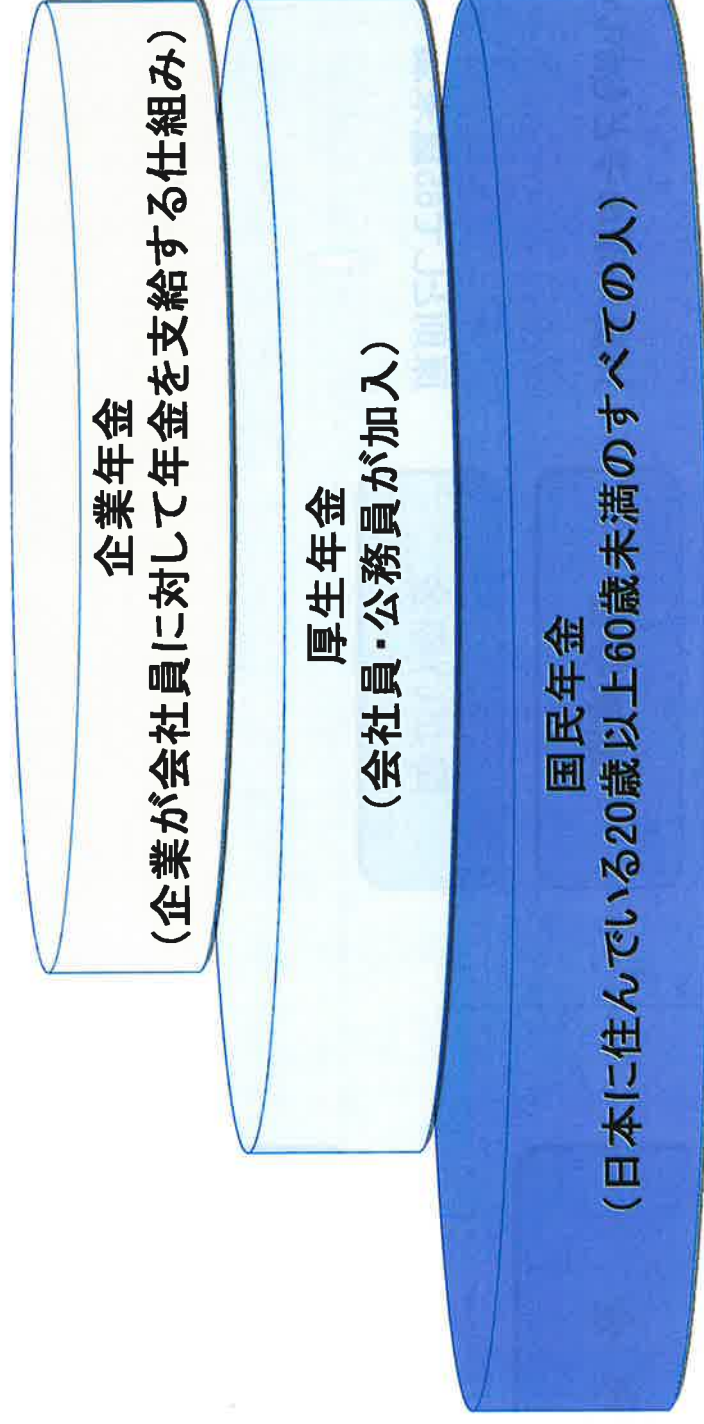 企業年金
(企業が会社員に対して年金を支給する仕組み)
厚生年金
(会社員・公務員が加入)
国民年金
(日本に住んでいる20歳以上60歳未満のすべての人)